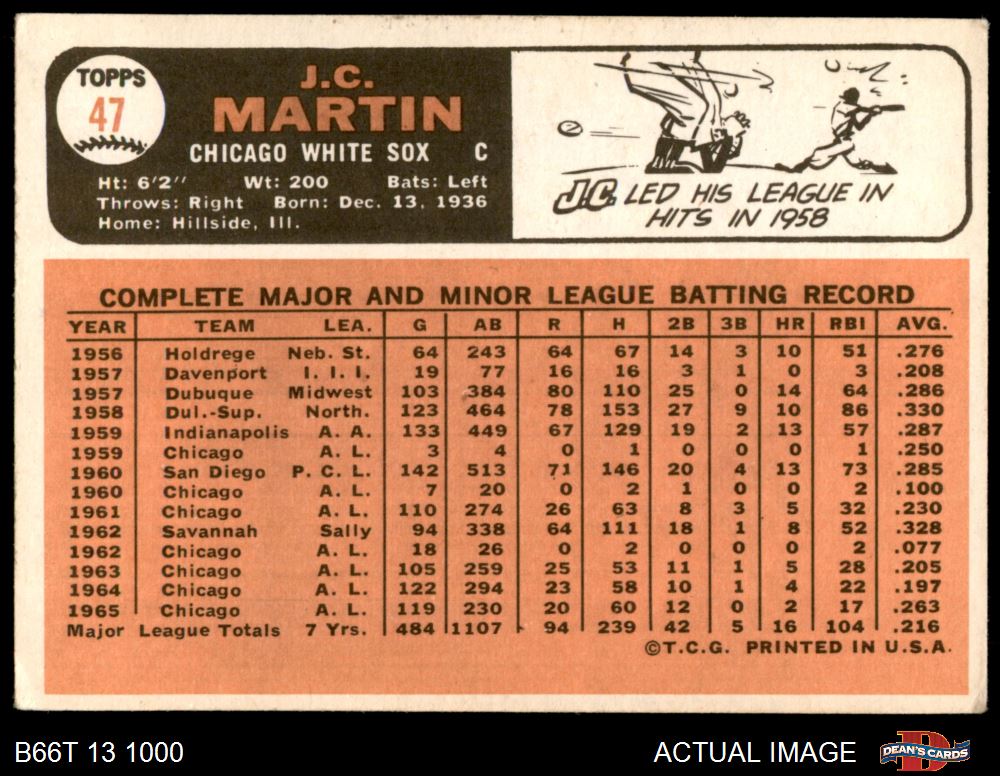 TOPPS
47
J.C.
MARTIN
CHICAGO WHITE SOX C
Ht: 6'2" Wt: 200 Bats: Left
Throws: Right Born: Dec. 13, 1936
Home: Hillside, Ill.
J.C. LED HIS LEAGUE IN
HITS IN 1958
COMPLETE MAJOR AND MINOR LEAGUE BATTING RECORD
YEAR TEAM LEA. G AB R H 2B 3B HR RBI AVG.
1956 Holdrege Neb. St. 64 243 64 67 14 3 10 51 .276
1957 Davenport I. I. I. 19 77 16 16 3 1 0 3 .208
1957 Dubuque Midwest 103 384 80 110 25 0 14 64 .286
1958 Dul.-Sup. North. 123 464 78 153 27 9 10 86 .330
1959 Indianapolis A. A. 133 449 67 129 19 2 13 57 .287
1959 Chicago A. L. 3 4 0 1 0 0 0 1 .250
1960 San Diego P. C. L. 142 513 71 146 20 4 13 73 .285
1960 Chicago A. L. 7 20 0 2 1 0 0 2 .100
1961 Chicago A. L. 110 274 26 63 8 3 5 32 .230
1962 Savannah Sally 94 338 64 111 18 1 8 52 .328
1962 Chicago A. L. 18 26 0 2 0 0 0 2 .077
1963 Chicago A. L. 105 259 25 53 11 1 5 28 .205
1964 Chicago A. L. 122 294 23 58 10 1 4 22 .197
1965 Chicago A. L. 119 230 20 60 12 0 2 17 .263
Major League Totals 7 Yrs. 484 1107 94 239 42 5 16 104 .216
©T.C.G. PRINTED IN U.S.A.
B66T 13 1000 ACTUAL IMAGE DEAN'S CARDS